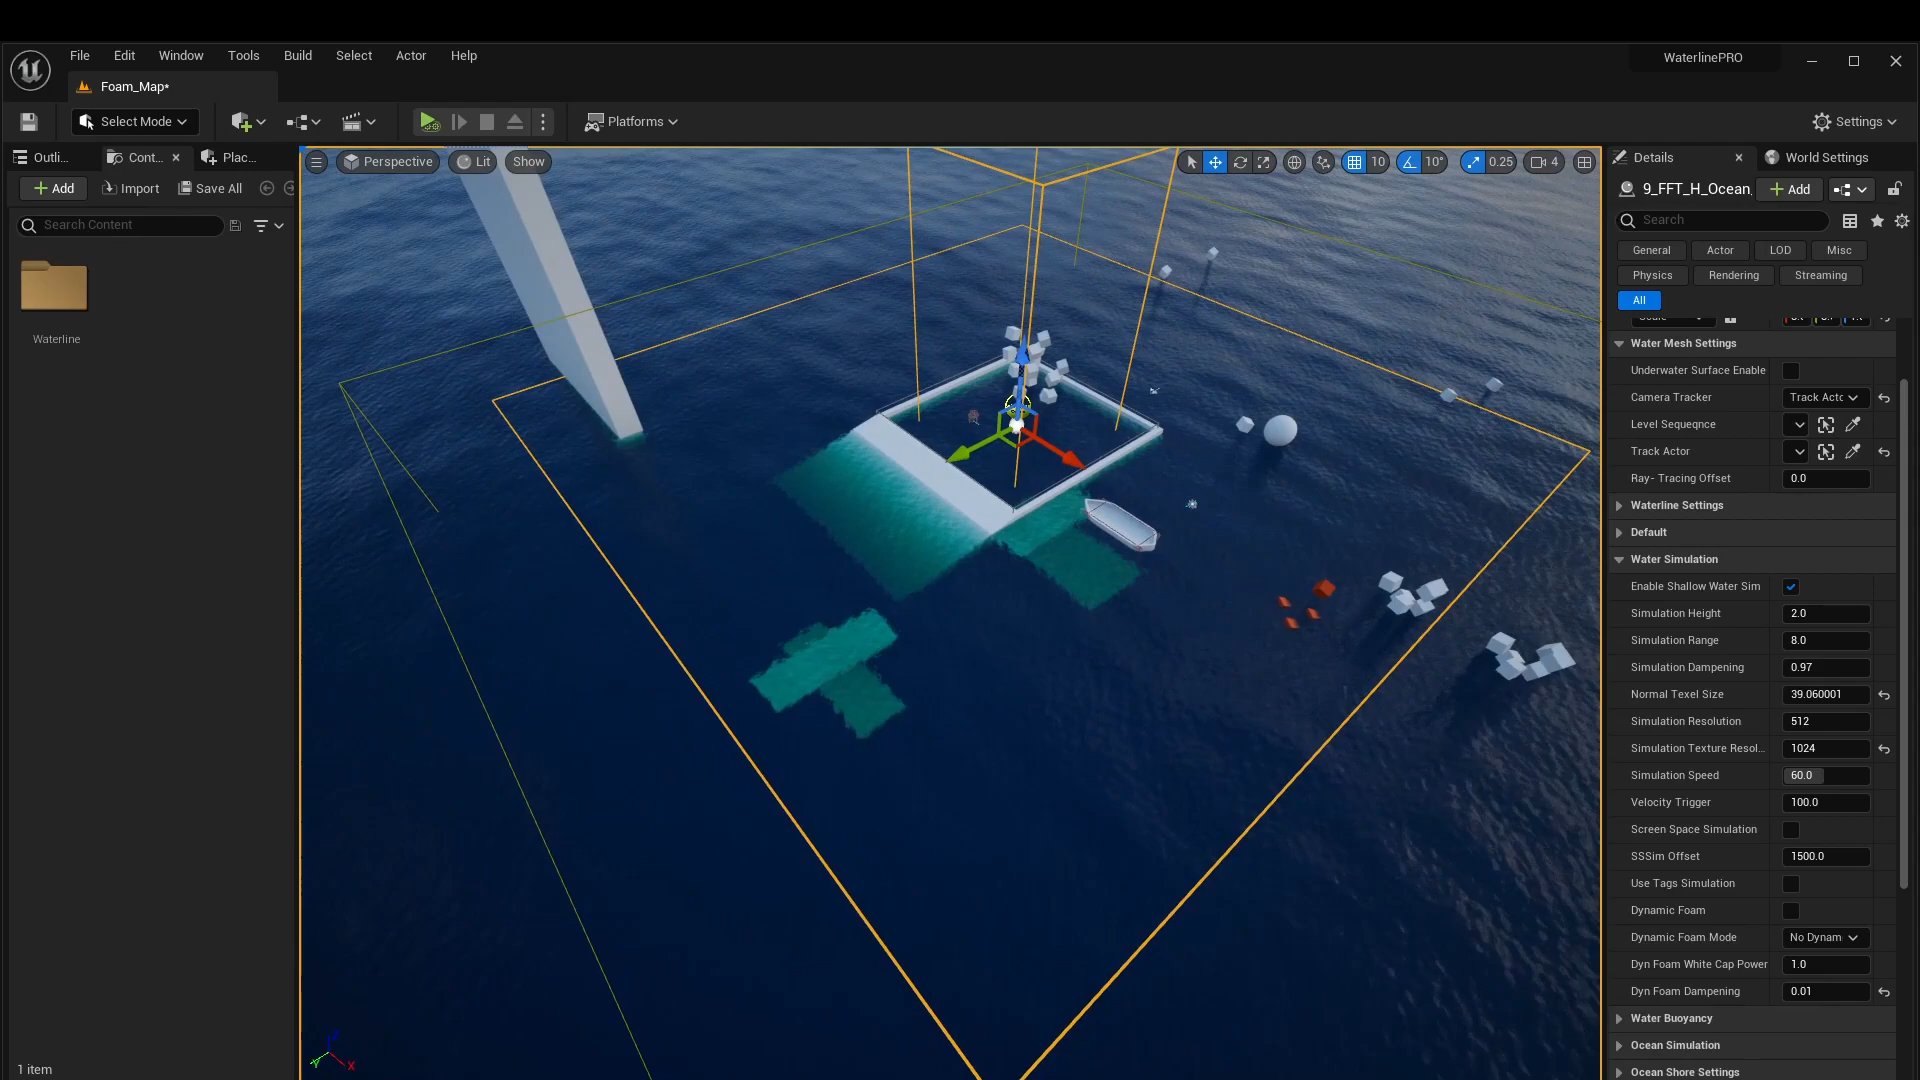 File Edit Window Tools Build Select Actor Help
WaterlinePRO
Foam_Map*
Select Mode
Platforms
Settings
Outli...
Cont...
Plac...
Add
Import
Save All
Search Content
Waterline
1 item
Perspective
Lit
Show
10
10°
0.25
4
Details
World Settings
9_FFT_H_Ocean
Add
Search
General
Actor
LOD
Misc
Physics
Rendering
Streaming
All
Water Mesh Settings
Underwater Surface Enable
Camera Tracker Track Actc
Level Sequeqnce
Track Actor
Ray- Tracing Offset 0.0
Waterline Settings
Default
Water Simulation
Enable Shallow Water Sim
Simulation Height 2.0
Simulation Range 8.0
Simulation Dampening 0.97
Normal Texel Size 39.060001
Simulation Resolution 512
Simulation Texture Resol... 1024
Simulation Speed 60.0
Velocity Trigger 100.0
Screen Space Simulation
SSSim Offset 1500.0
Use Tags Simulation
Dynamic Foam
Dynamic Foam Mode No Dynam
Dyn Foam White Cap Power 1.0
Dyn Foam Dampening 0.01
Water Buoyancy
Ocean Simulation
Ocean Shore Settings
Z
Y
X